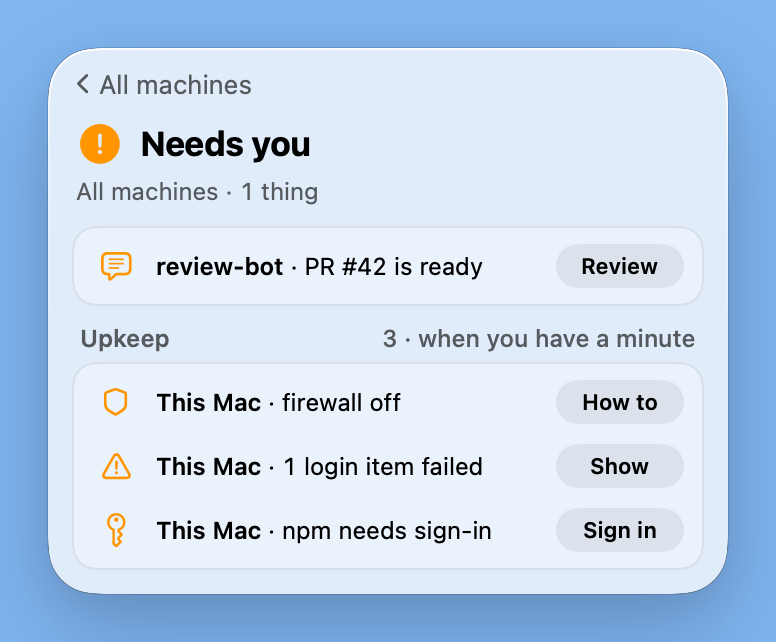 All machines
Needs you
All machines · 1 thing
review-bot · PR #42 is ready
Review
Upkeep
3 · when you have a minute
This Mac · firewall off
How to
This Mac · 1 login item failed
Show
This Mac · npm needs sign-in
Sign in